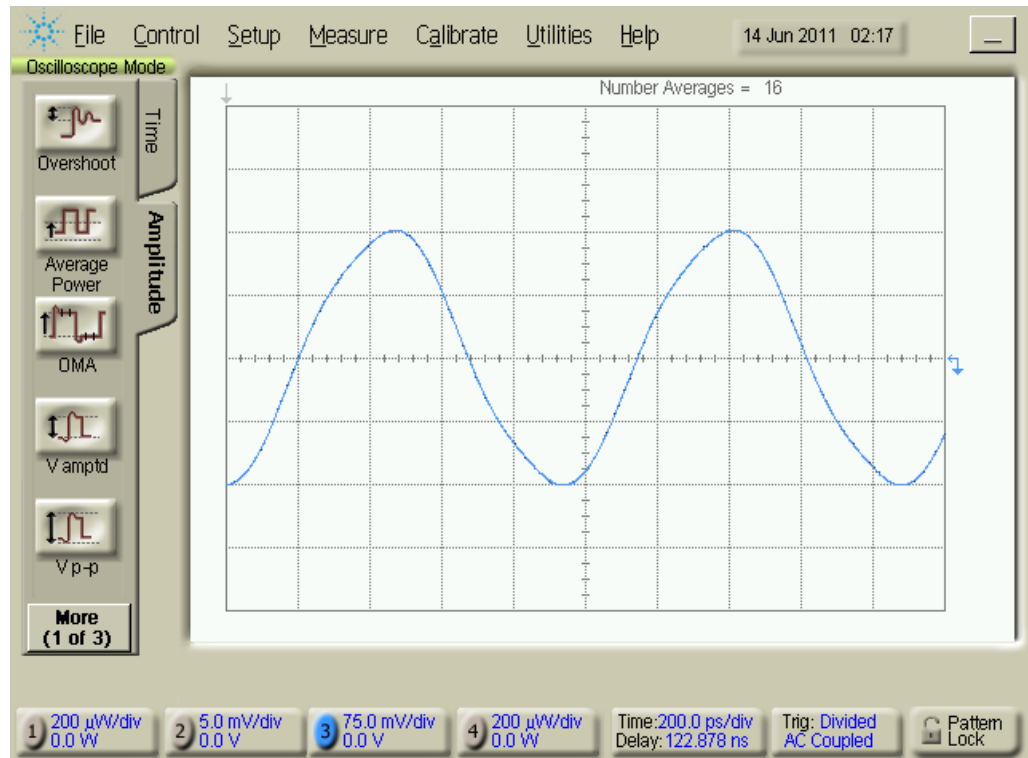 File Control Setup Measure Calibrate Utilities Help 14 Jun 2011 02:17
Oscilloscope Mode
Number Averages = 16
Time
Amplitude
Overshoot
Average
Power
OMA
V amptd
V p-p
More
(1 of 3)
1 200 µW/div
0.0 W
2 5.0 mV/div
0.0 V
3 75.0 mV/div
0.0 V
4 200 µW/div
0.0 W
Time:200.0 ps/div
Delay:122.878 ns
Trig: Divided
AC Coupled
Pattern
Lock